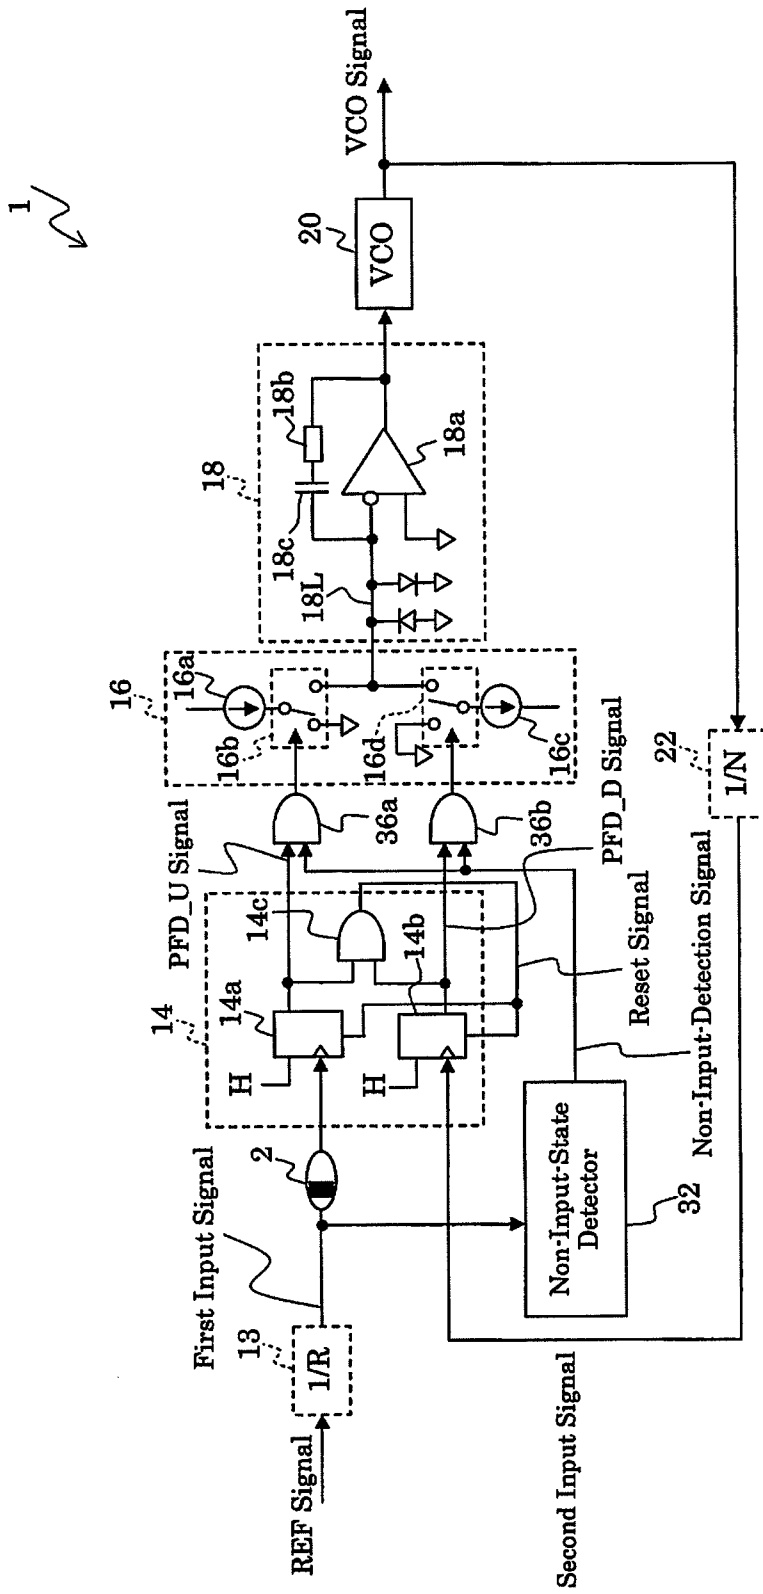 1
REF Signal
13
1/R
First Input Signal
2
14
H
14a
H
14b
14c
PFD_U Signal
36a
36b
16
16a
16b
16d
16c
18
18L
18c
18b
18a
20
VCO
VCO Signal
22
1/N
PFD_D Signal
Reset Signal
Non-Input-Detection Signal
Non-Input-State
Detector
32
Second Input Signal